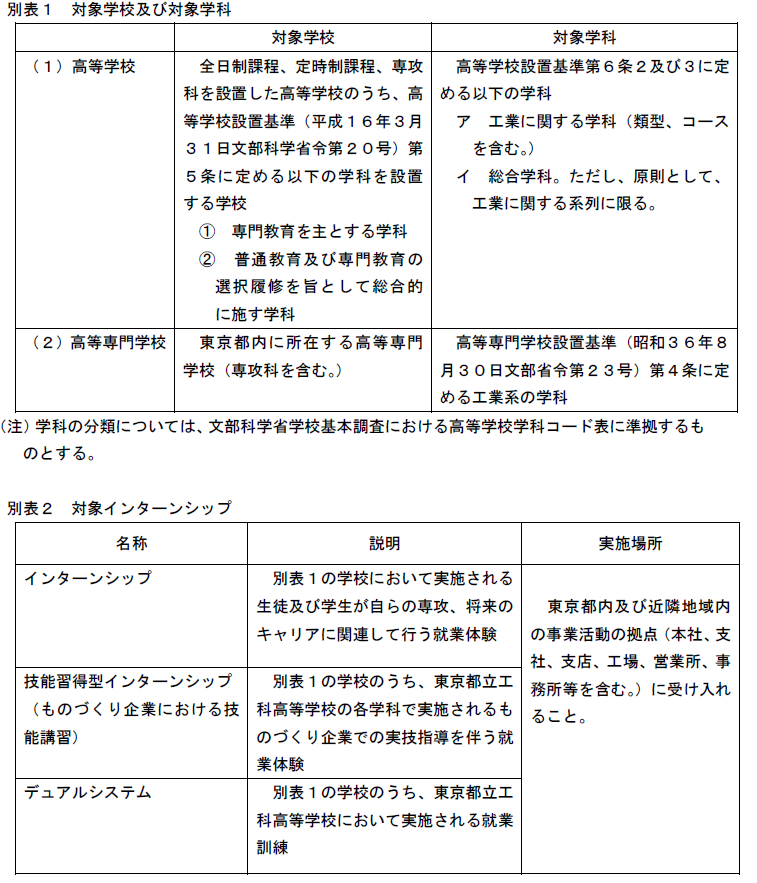 別表１　対象学校及び対象学科
対象学校
対象学科
（１）高等学校
全日制課程、定時制課程、専攻
科を設置した高等学校のうち、高
等学校設置基準（平成１６年３月
３１日文部科学省令第２０号）第
５条に定める以下の学科を設置
する学校
①　専門教育を主とする学科
②　普通教育及び専門教育の
選択履修を旨として総合的
に施す学科
高等学校設置基準第６条２及び３に定
める以下の学科
ア　工業に関する学科（類型、コース
を含む。）
イ　総合学科。ただし、原則として、
工業に関する系列に限る。
（２）高等専門学校
東京都内に所在する高等専門
学校（専攻科を含む。）
高等専門学校設置基準（昭和３６年８
月３０日文部省令第２３号）第４条に定
める工業系の学科
（注）学科の分類については、文部科学省学校基本調査における高等学校学科コード表に準拠するも
のとする。
別表２　対象インターンシップ
名称
説明
実施場所
インターンシップ
別表１の学校において実施される
生徒及び学生が自らの専攻、将来の
キャリアに関連して行う就業体験
東京都内及び近隣地域内
の事業活動の拠点（本社、支
社、支店、工場、営業所、事
務所等を含む。）に受け入れ
ること。
技能習得型インターンシップ
（ものづくり企業における技
能講習）
別表１の学校のうち、東京都立工
科高等学校の各学科で実施されるも
のづくり企業での実技指導を伴う就
業体験
デュアルシステム
別表１の学校のうち、東京都立工
科高等学校において実施される就業
訓練